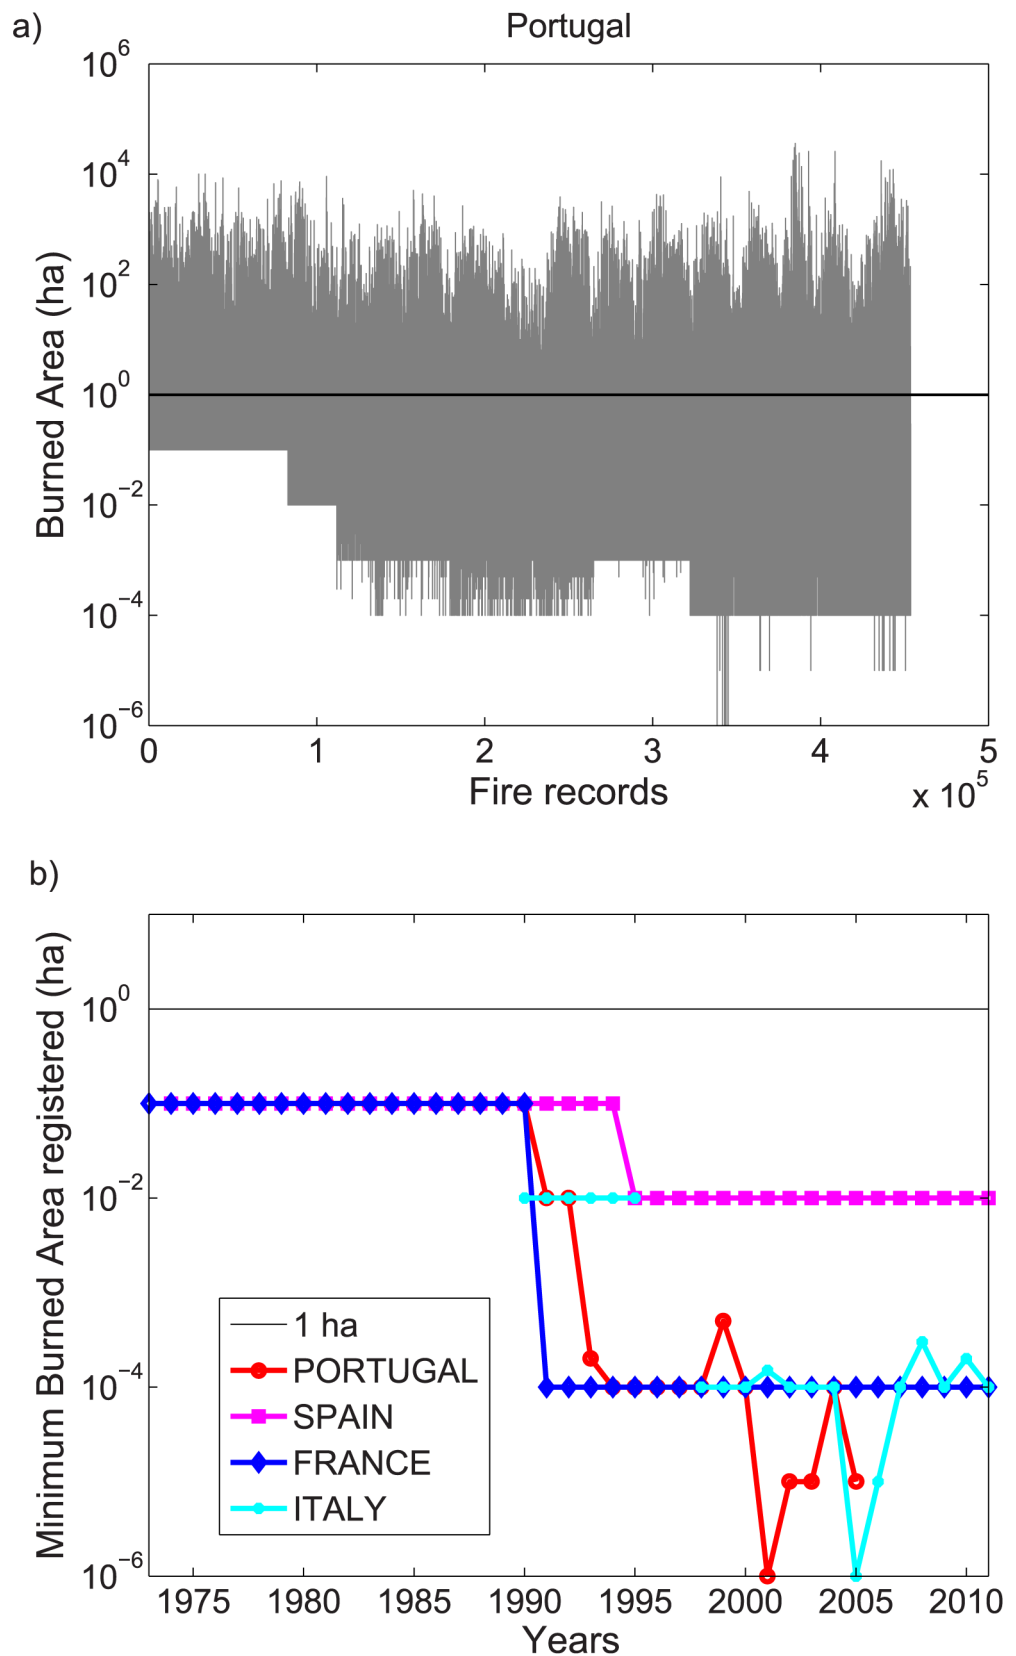 a)
Portugal
Burned Area (ha)
10^6
10^4
10^2
10^0
10^−2
10^−4
10^−6
0 1 2 3 4 5
Fire records
x 10^5
b)
Minimum Burned Area registered (ha)
10^0
10^−2
10^−4
10^−6
1 ha
PORTUGAL
SPAIN
FRANCE
ITALY
1975 1980 1985 1990 1995 2000 2005 2010
Years